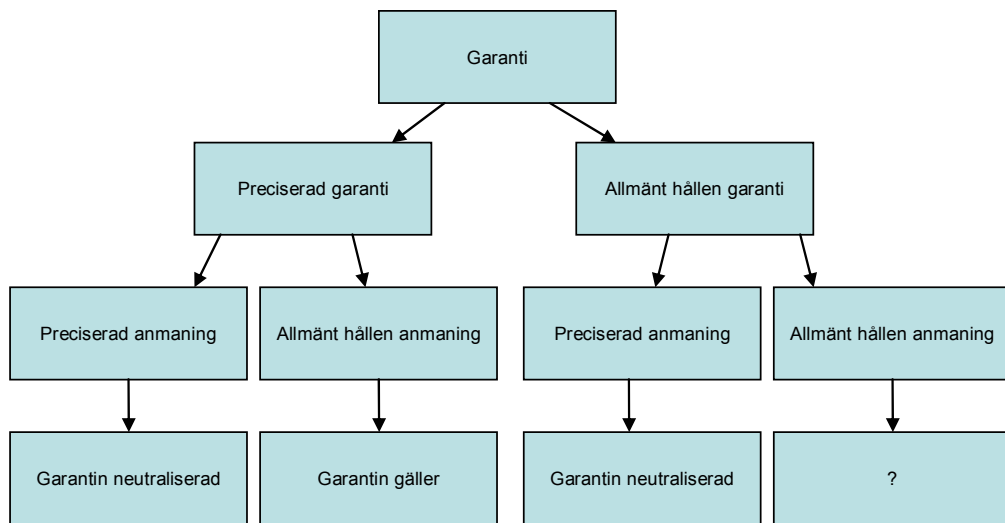 Garanti
Preciserad garanti
Allmänt hållen garanti
Preciserad anmaning
Allmänt hållen anmaning
Preciserad anmaning
Allmänt hållen anmaning
Garantin neutraliserad
Garantin gäller
Garantin neutraliserad
?